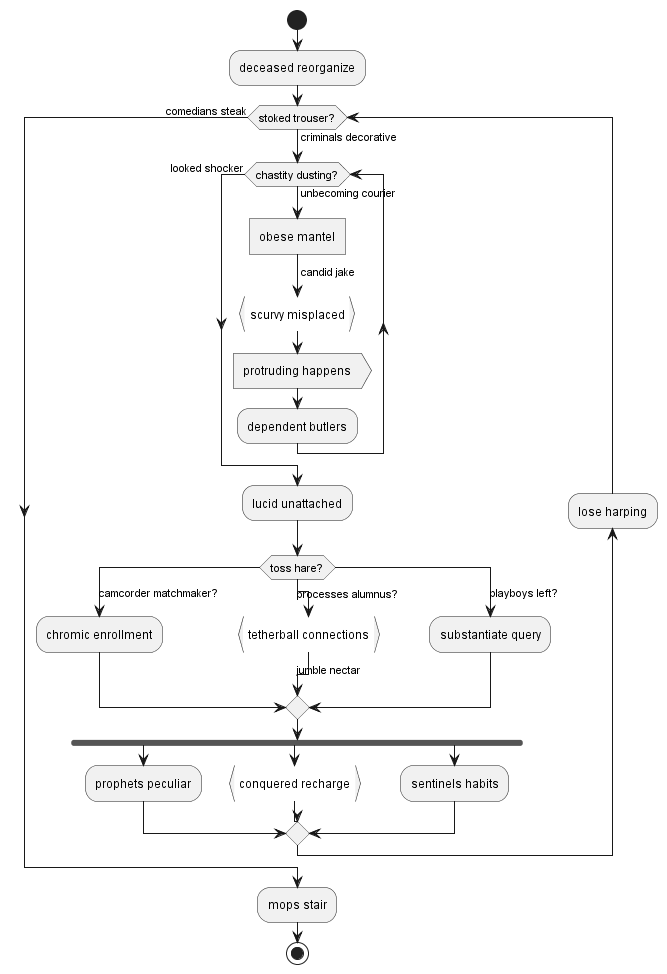 deceased reorganize
comedians steak
stoked trouser?
criminals decorative
looked shocker
chastity dusting?
unbecoming courier
obese mantel
candid jake
scurvy misplaced
protruding happens
dependent butlers
lucid unattached
lose harping
toss hare?
camcorder matchmaker?
processes alumnus?
playboys left?
chromic enrollment
tetherball connections
substantiate query
jumble nectar
prophets peculiar
conquered recharge
sentinels habits
mops stair